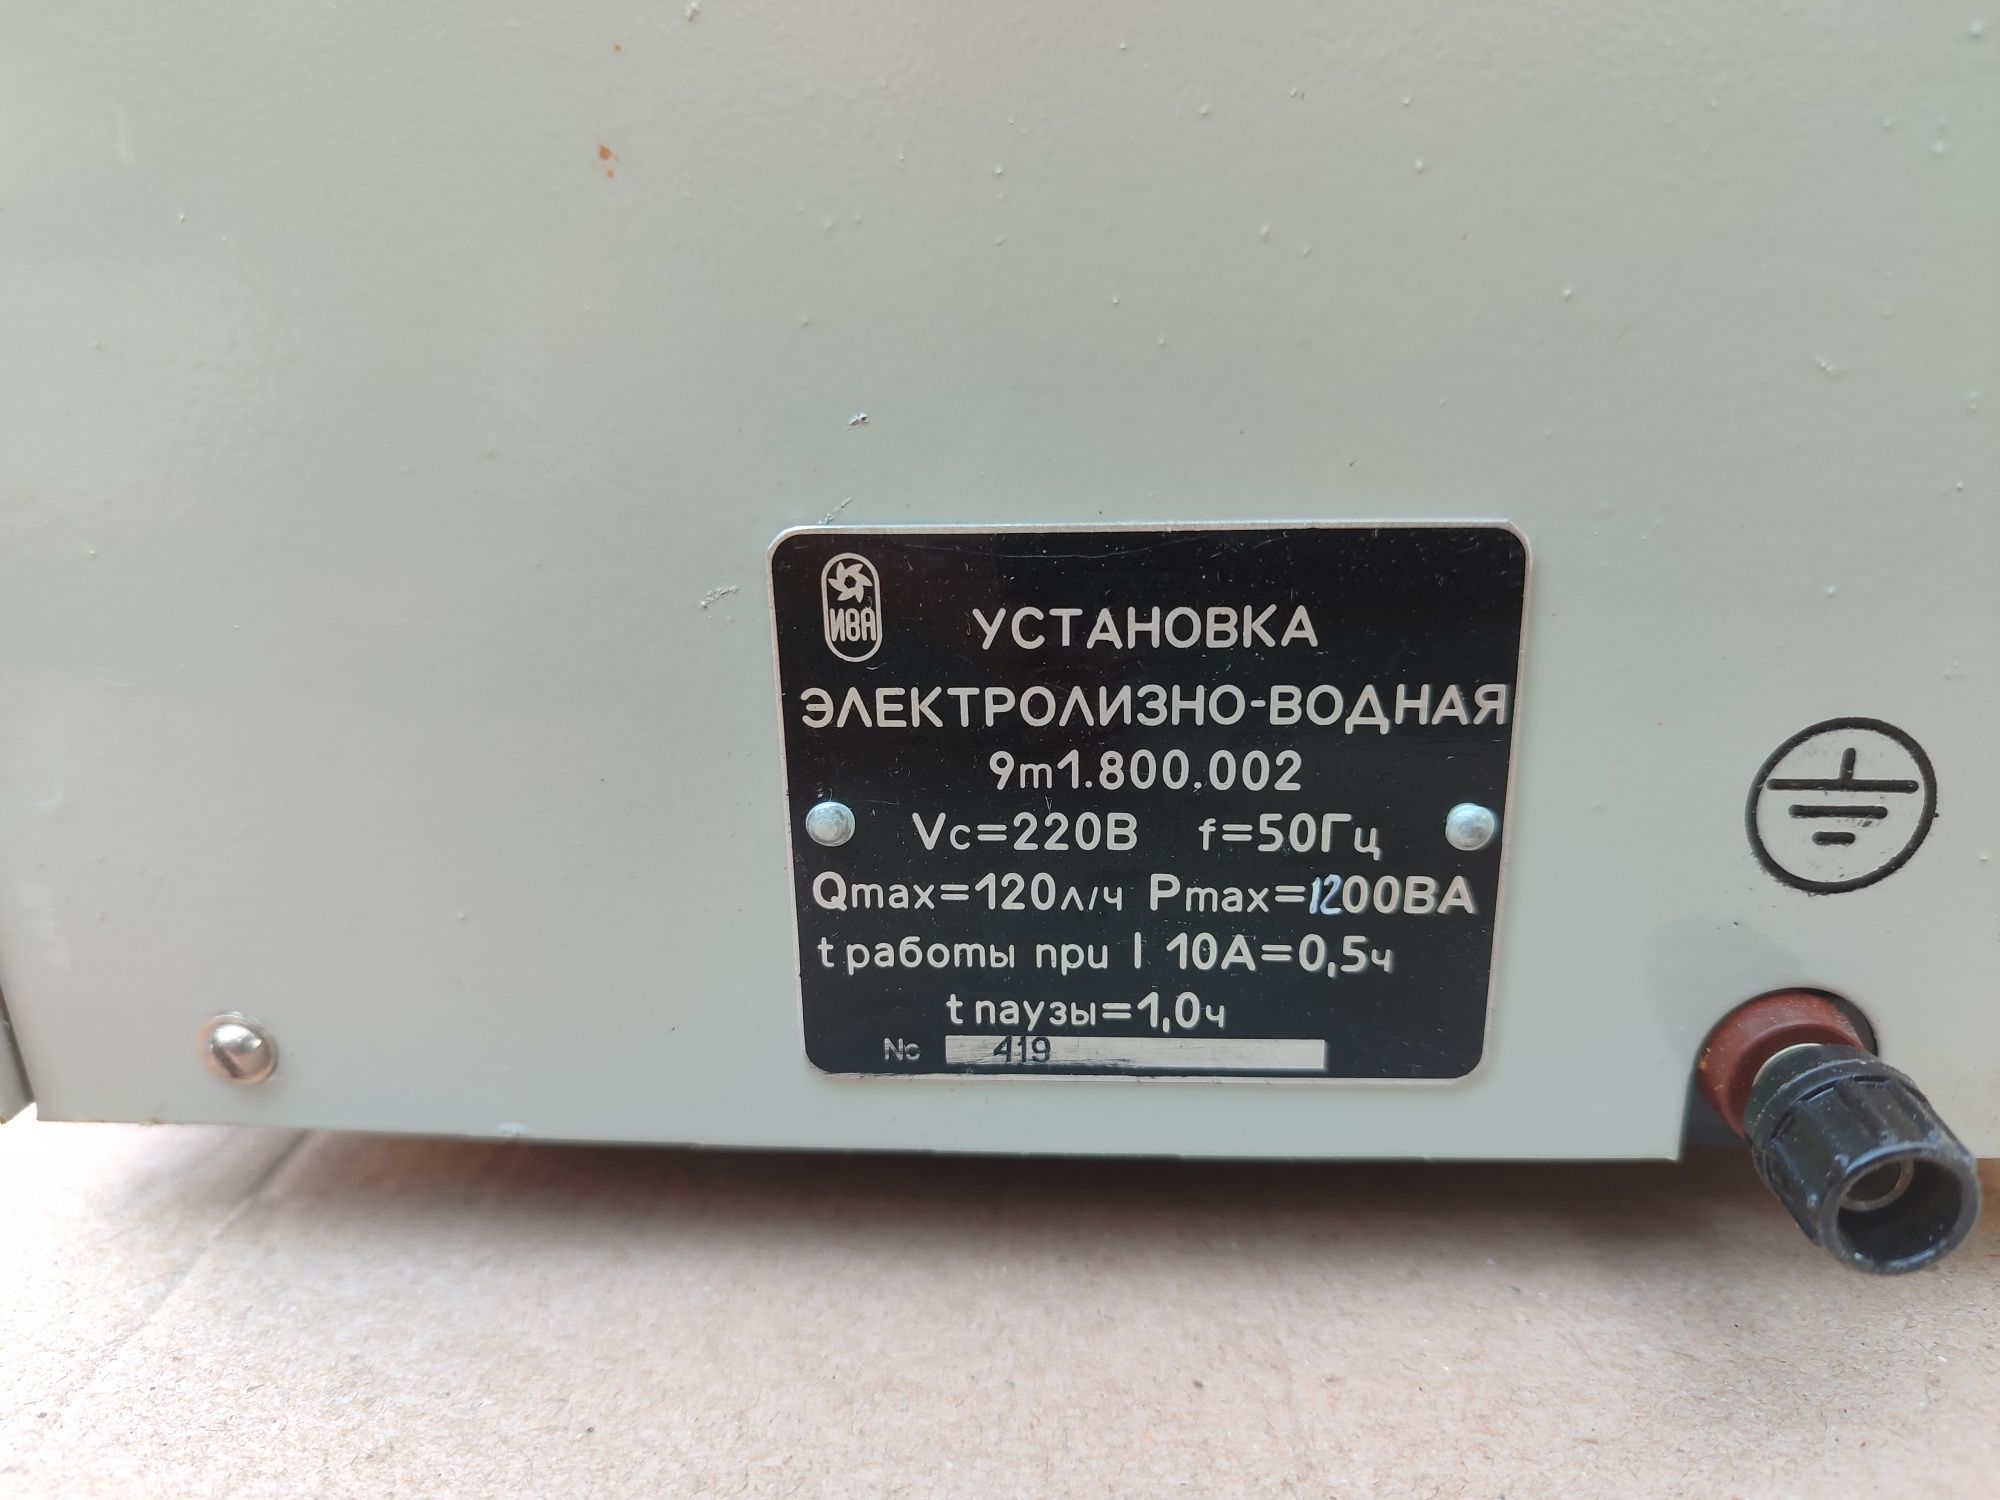 ИВА
УСТАНОВКА
ЭЛЕКТРОЛИЗНО-ВОДНАЯ
9m1.800.002
Vc=220В f=50Гц
Qmax=120л/ч Pmax=1200ВА
t работы при I 10А=0,5ч
t паузы=1,0ч
№ 419